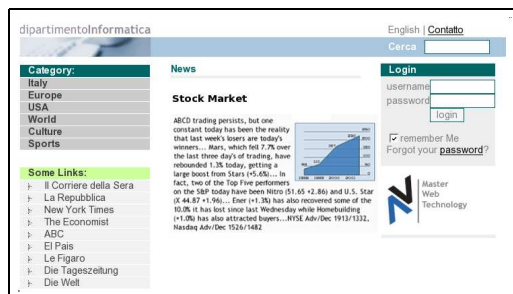 dipartimentoInformatica
English | Contatto
Cerca
Category:
Italy
Europe
USA
World
Culture
Sports
Some Links:
Il Corriere della Sera
La Repubblica
New York Times
The Economist
ABC
El Pais
Le Figaro
Die Tageszeitung
Die Welt
News
Stock Market
ABCD trading persists, but one
constant today has been the reality
that last week's losers are today's
winners... Mars, which fell 7.7% over
the last three day's of trading, have
rebounded 1.3% today, getting a
large boost from Stars (+5.6%)... In
fact, two of the Top Five performers
on the S&P today have been Nitro (51.65 +2.86) and U.S. Star
(X 44.87 +1.96)... Ener (+1.3%) has also recovered some of the
10.0% it has lost since last Wednesday while Homebuilding
(+1.0%) has also attracted buyers...NYSE Adv/Dec 1913/1332,
Nasdaq Adv/Dec 1526/1482
Login
username
password
login
remember Me
Forgot your password?
Master
Web
Technology